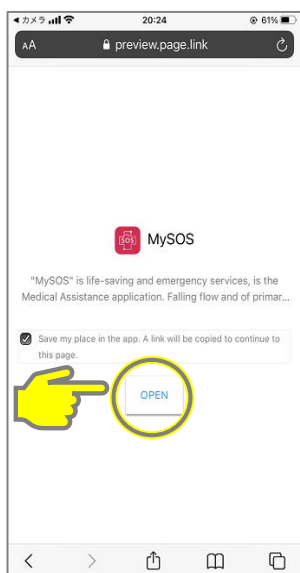 カメラ 20:24 61%
AA preview.page.link
SOS
MySOS
"MySOS" is life-saving and emergency services, is the
Medical Assistance application. Falling flow and of primar...
Save my place in the app. A link will be copied to continue to
this page.
OPEN